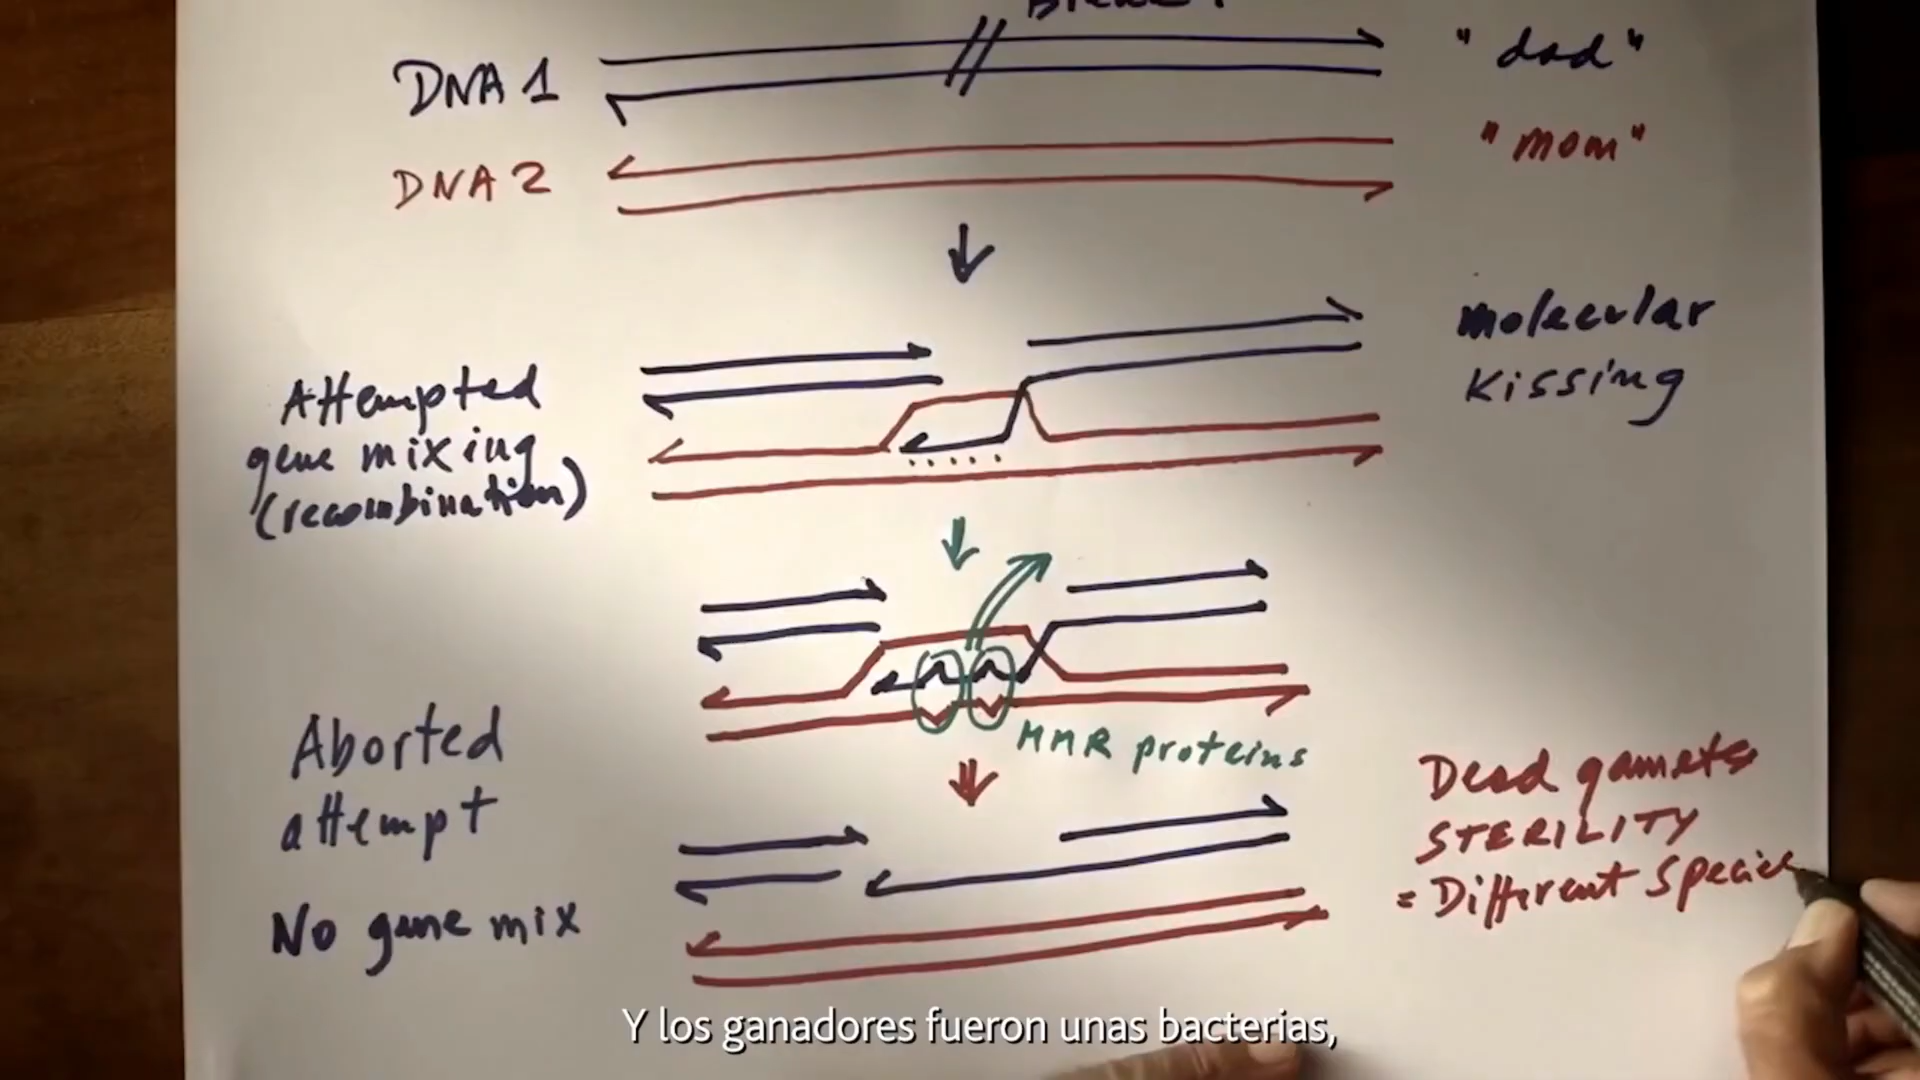 DNA 1
"dad"
DNA 2
"mom"
Attempted
gene mixing
(recombination)
molecular
Kissing
MMR proteins
Aborted
attempt
No gene mix
Dead gamets
STERILITY
= Different Species
Y los ganadores fueron unas bacterias,